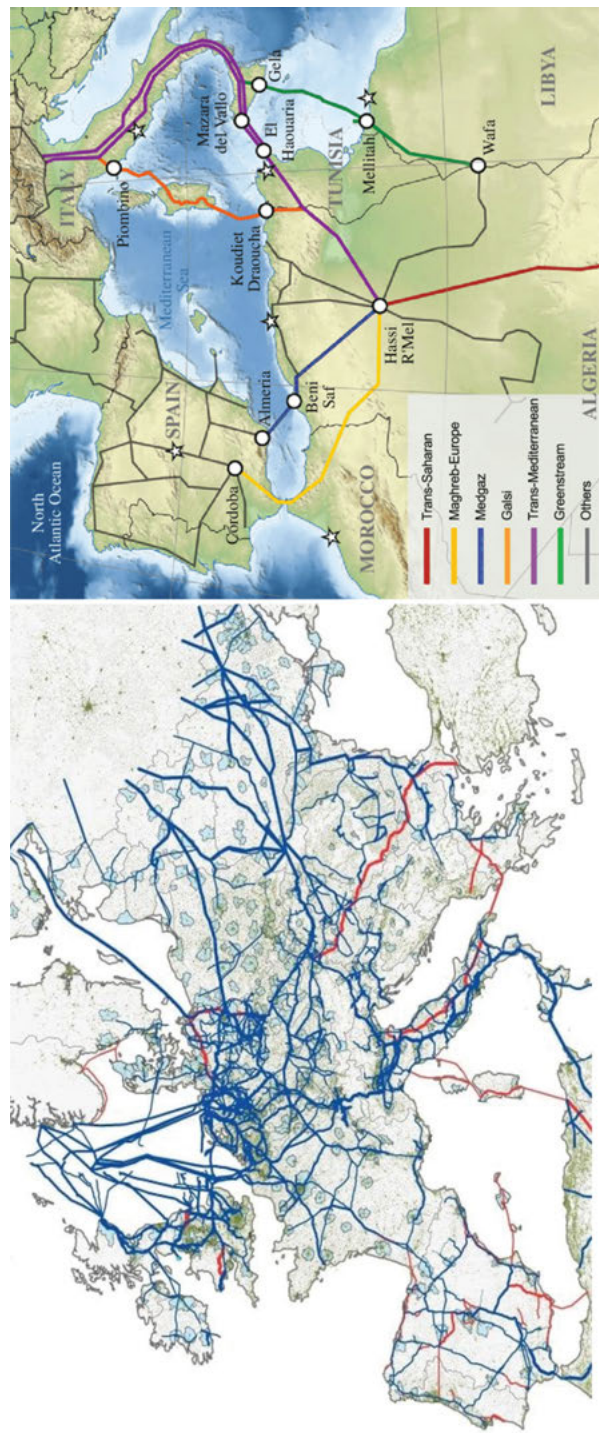 North
Atlantic Ocean
SPAIN
ITALY
Piombino
Mediterranean
Sea
Mazara
del Vallo
Gela
El
Haouaria
Koudiet
Draoucha
TUNISIA
Mellitah
LIBYA
Wafa
Córdoba
Almeria
Beni
Saf
Hassi
R'Mel
MOROCCO
ALGERIA
Trans-Saharan
Maghreb-Europe
Medgaz
Galsi
Trans-Mediterranean
Greenstream
Others